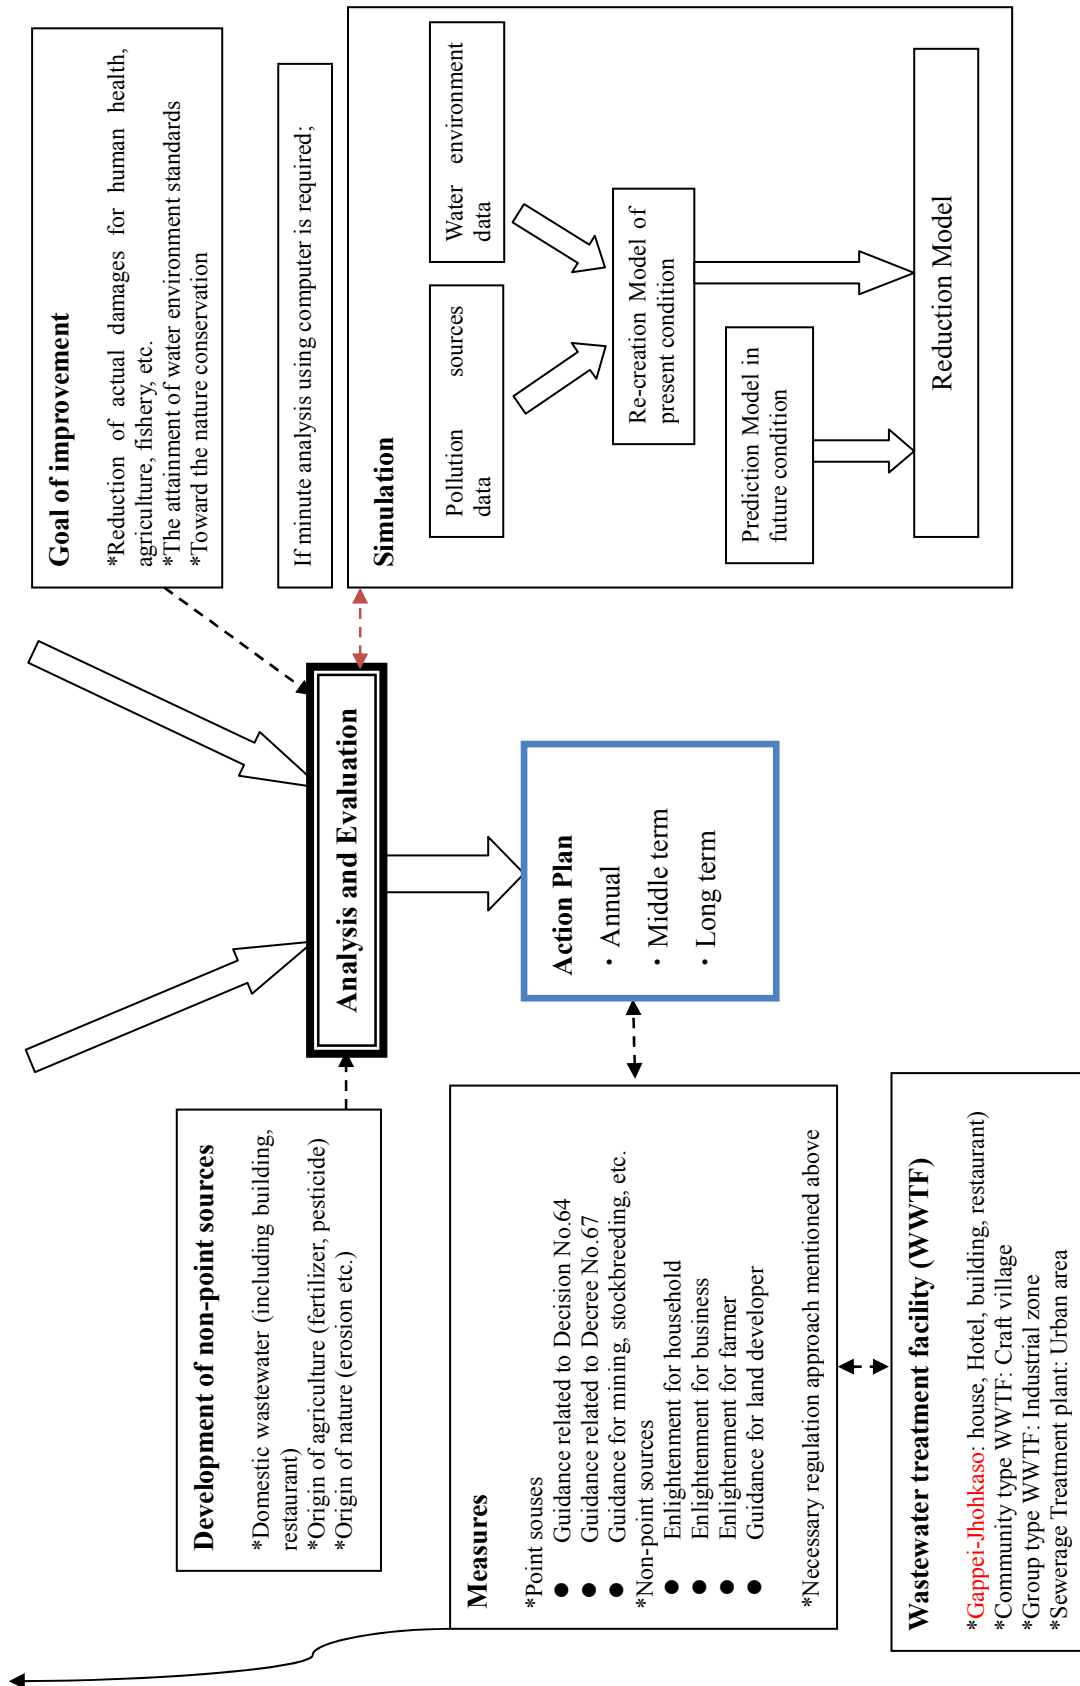 Development of non-point sources
*Domestic wastewater (including building,
restaurant)
*Origin of agriculture (fertilizer, pesticide)
*Origin of nature (erosion etc.)
Goal of improvement
*Reduction of actual damages for human health,
agriculture, fishery, etc.
*The attainment of water environment standards
*Toward the nature conservation
Analysis and Evaluation
If minute analysis using computer is required;
Simulation
Pollution sources
data
Water environment
data
Re-creation Model of
present condition
Prediction Model in
future condition
Reduction Model
Action Plan
・Annual
・Middle term
・Long term
Measures
*Point souses
● Guidance related to Decision No.64
● Guidance related to Decree No.67
● Guidance for mining, stockbreeding, etc.
*Non-point sources
● Enlightenment for household
● Enlightenment for business
● Enlightenment for farmer
● Guidance for land developer
*Necessary regulation approach mentioned above
Wastewater treatment facility (WWTF)
*Gappei-Jhohkaso: house, Hotel, building, restaurant)
*Community type WWTF: Craft village
*Group type WWTF: Industrial zone
*Sewerage Treatment plant: Urban area